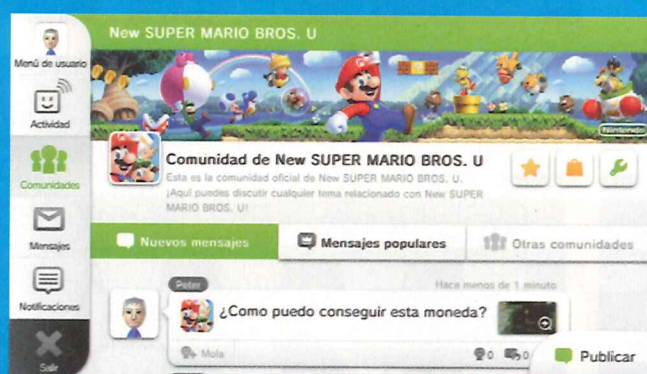 New SUPER MARIO BROS. U
Menú de usuario
Actividad
Comunidades
Mensajes
Notificaciones
Salir
Nintendo
Comunidad de New SUPER MARIO BROS. U
Esta es la comunidad oficial de New SUPER MARIO BROS. U.
¡Aquí puedes discutir cualquier tema relacionado con New SUPER
MARIO BROS. U!
Nuevos mensajes
Mensajes populares
Otras comunidades
Peter
Hace menos de 1 minuto
¿Como puedo conseguir esta moneda?
Mola
0
0
Publicar